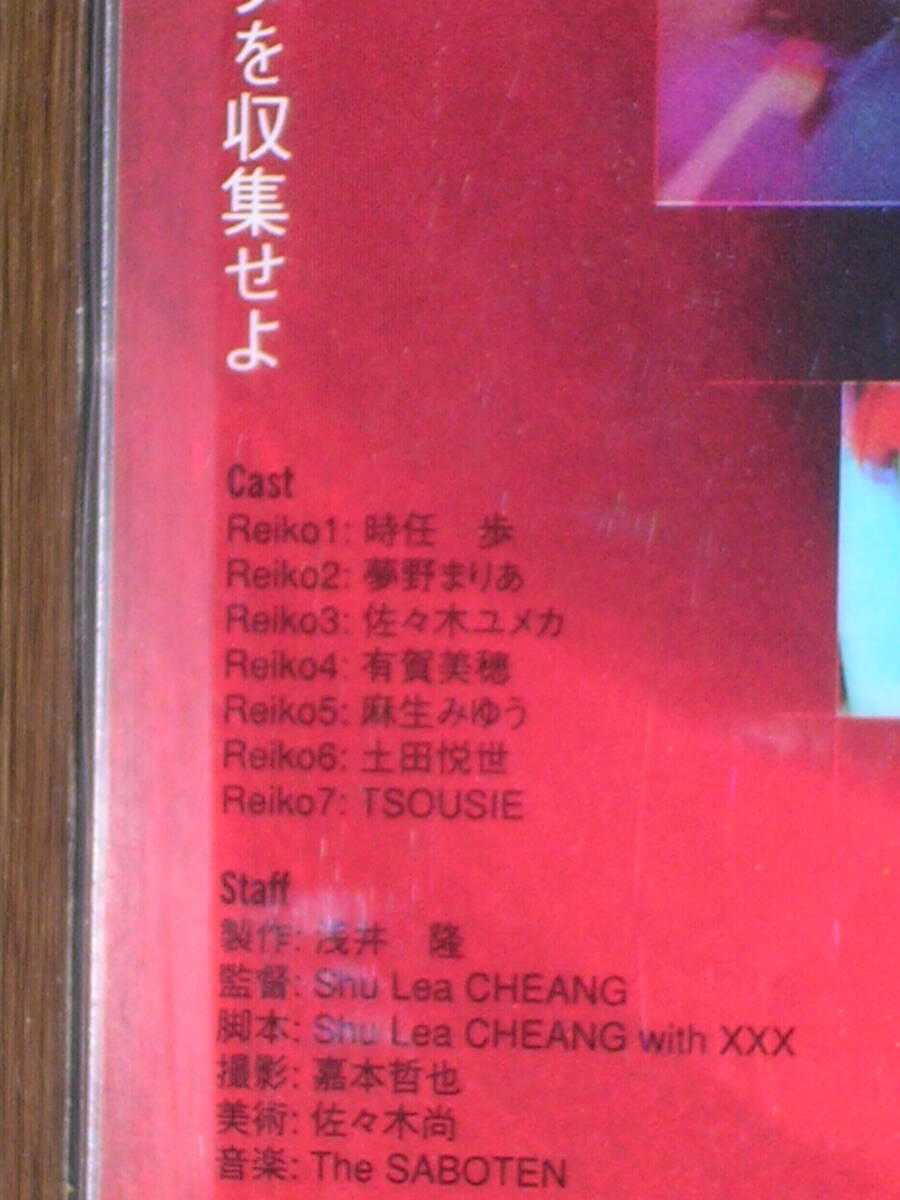 を収集せよ
Cast
Reiko1: 時任　歩
Reiko2: 夢野まりあ
Reiko3: 佐々木ユメカ
Reiko4: 有賀美穂
Reiko5: 麻生みゆう
Reiko6: 土田悦世
Reiko7: TSOUSIE
Staff
製作: 浅井　隆
監督: Shu Lea CHEANG
脚本: Shu Lea CHEANG with XXX
撮影: 嘉本哲也
美術: 佐々木尚
音楽: The SABOTEN